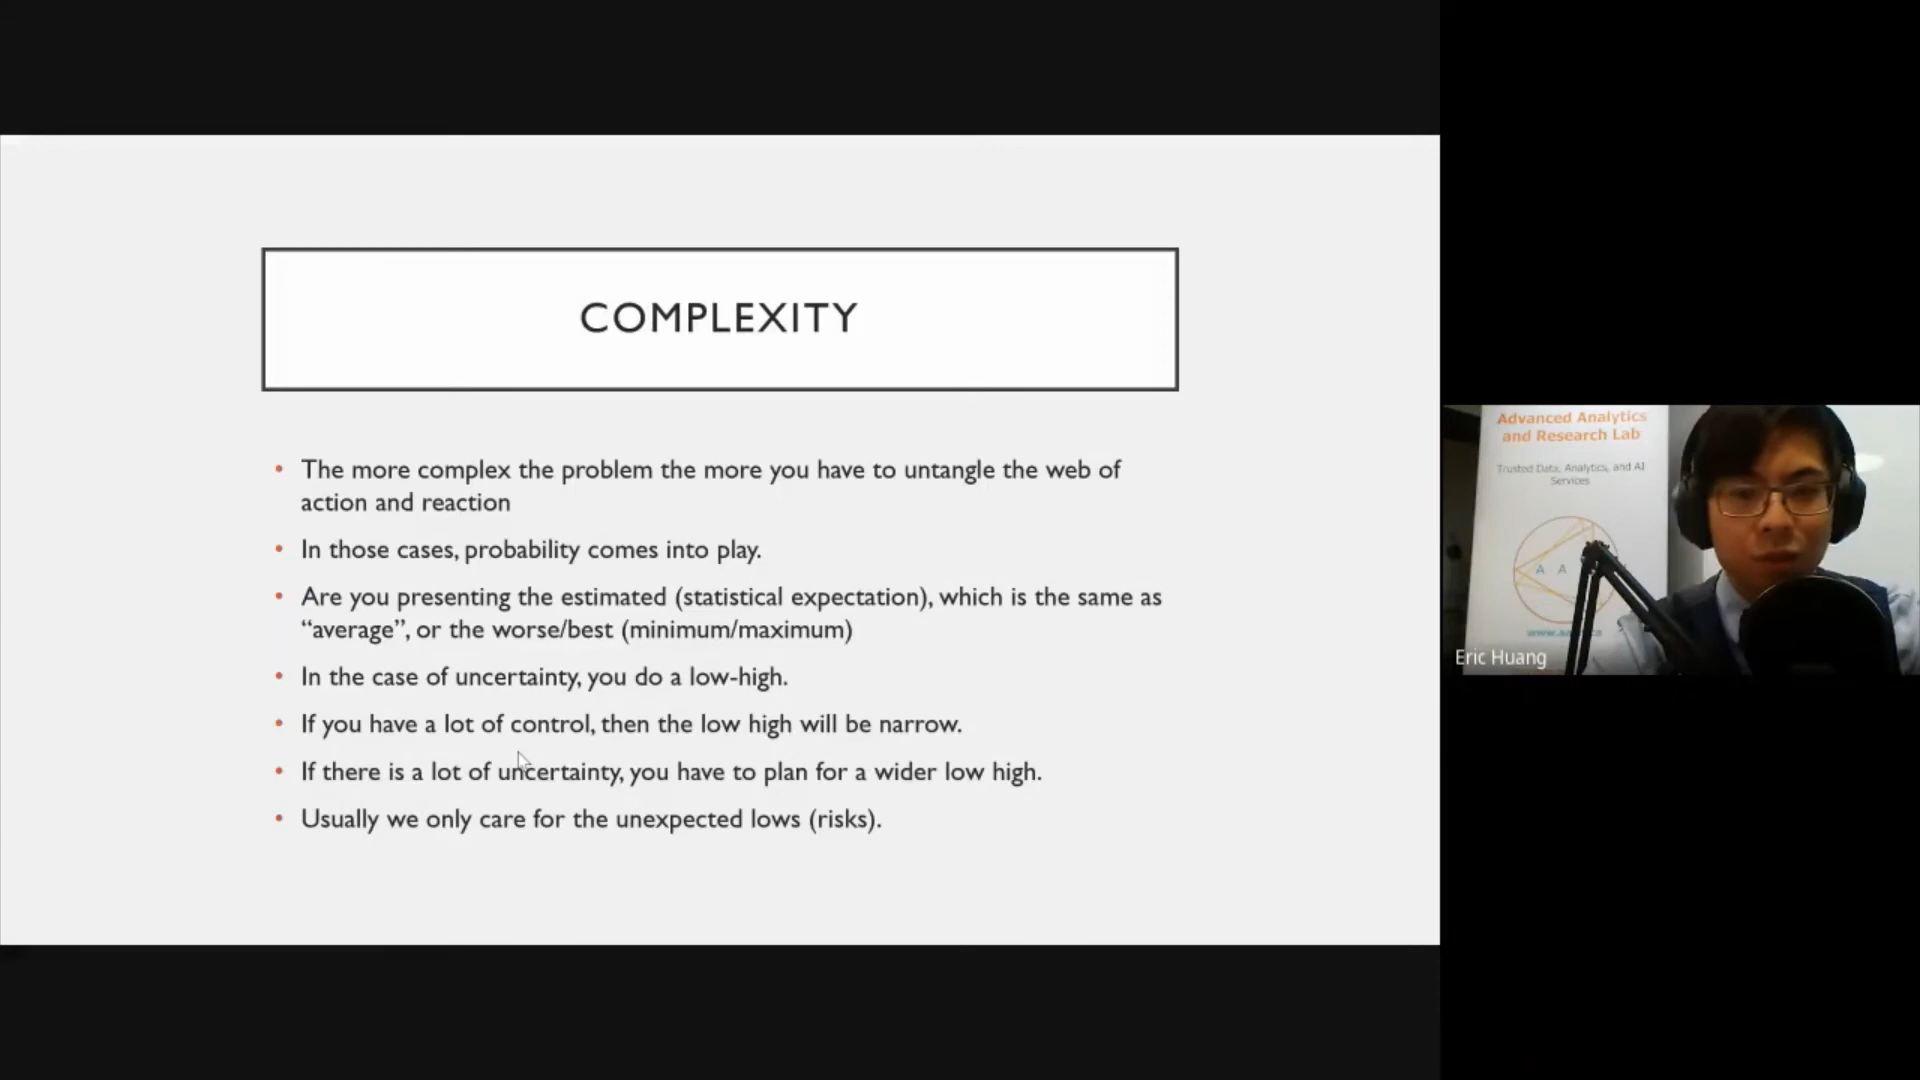 COMPLEXITY
• The more complex the problem the more you have to untangle the web of
action and reaction
• In those cases, probability comes into play.
• Are you presenting the estimated (statistical expectation), which is the same as
“average”, or the worse/best (minimum/maximum)
• In the case of uncertainty, you do a low-high.
• If you have a lot of control, then the low high will be narrow.
• If there is a lot of uncertainty, you have to plan for a wider low high.
• Usually we only care for the unexpected lows (risks).
Advanced Analytics
and Research Lab
Trusted Data, Analytics, and AI
Services
A A
Eric Huang